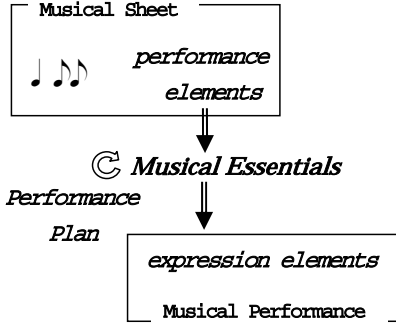 Musical Sheet
performance
elements
Musical Essentials
Performance
Plan
expression elements
Musical Performance